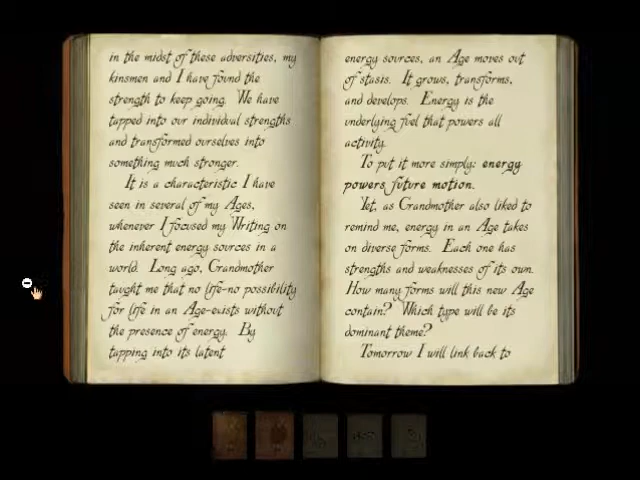 in the midst of these adversities, my
kinsmen and I have found the
strength to keep going. We have
tapped into our individual strengths
and transformed ourselves into
something much stronger.
It is a characteristic I have
seen in several of my Ages,
whenever I focused my Writing on
the inherent energy sources in a
world. Long ago, Grandmother
taught me that no life-no possibility
for life in an Age-exists without
the presence of energy. By
tapping into its latent
energy sources, an Age moves out
of stasis. It grows, transforms,
and develops. Energy is the
underlying fuel that powers all
activity.
To put it more simply: energy
powers future motion.
Yet, as Grandmother also liked to
remind me, energy in an Age takes
on diverse forms. Each one has
strengths and weaknesses of its own.
How many forms will this new Age
contain? Which type will be its
dominant theme?
Tomorrow I will link back to